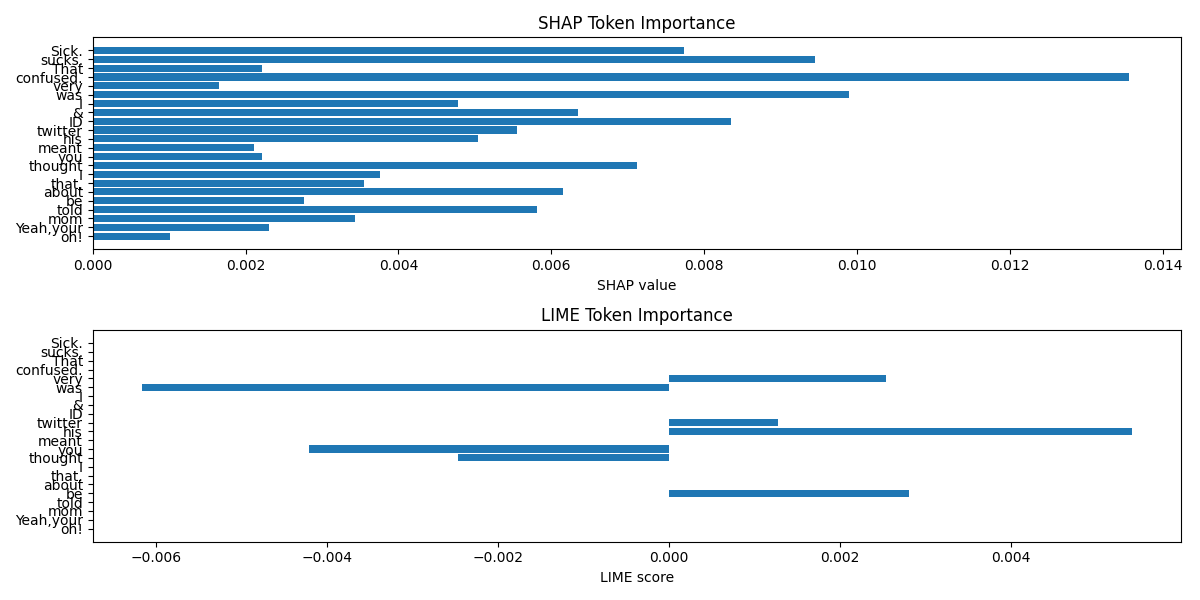 SHAP Token Importance
Sick.
sucks.
That
confused.
very
was
I
&
ID
twitter
his
meant
you
thought
I
that,
about
be
told
mom
Yeah,your
oh!
0.000 0.002 0.004 0.006 0.008 0.010 0.012 0.014
SHAP value
LIME Token Importance
Sick.
sucks.
That
confused.
very
was
I
&
ID
twitter
his
meant
you
thought
I
that,
about
be
told
mom
Yeah,your
oh!
−0.006 −0.004 −0.002 0.000 0.002 0.004
LIME score